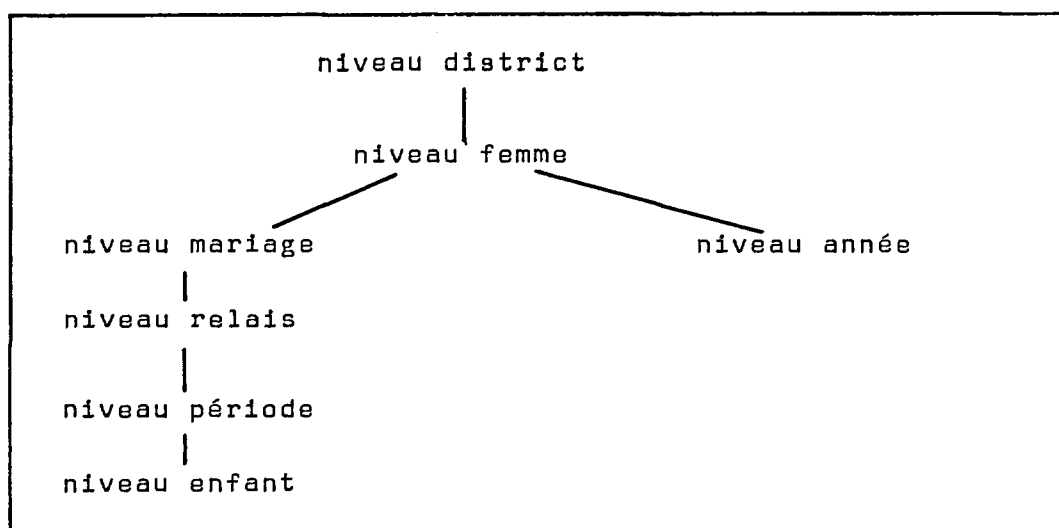 niveau district
niveau femme
niveau mariage
niveau année
niveau relais
niveau période
niveau enfant